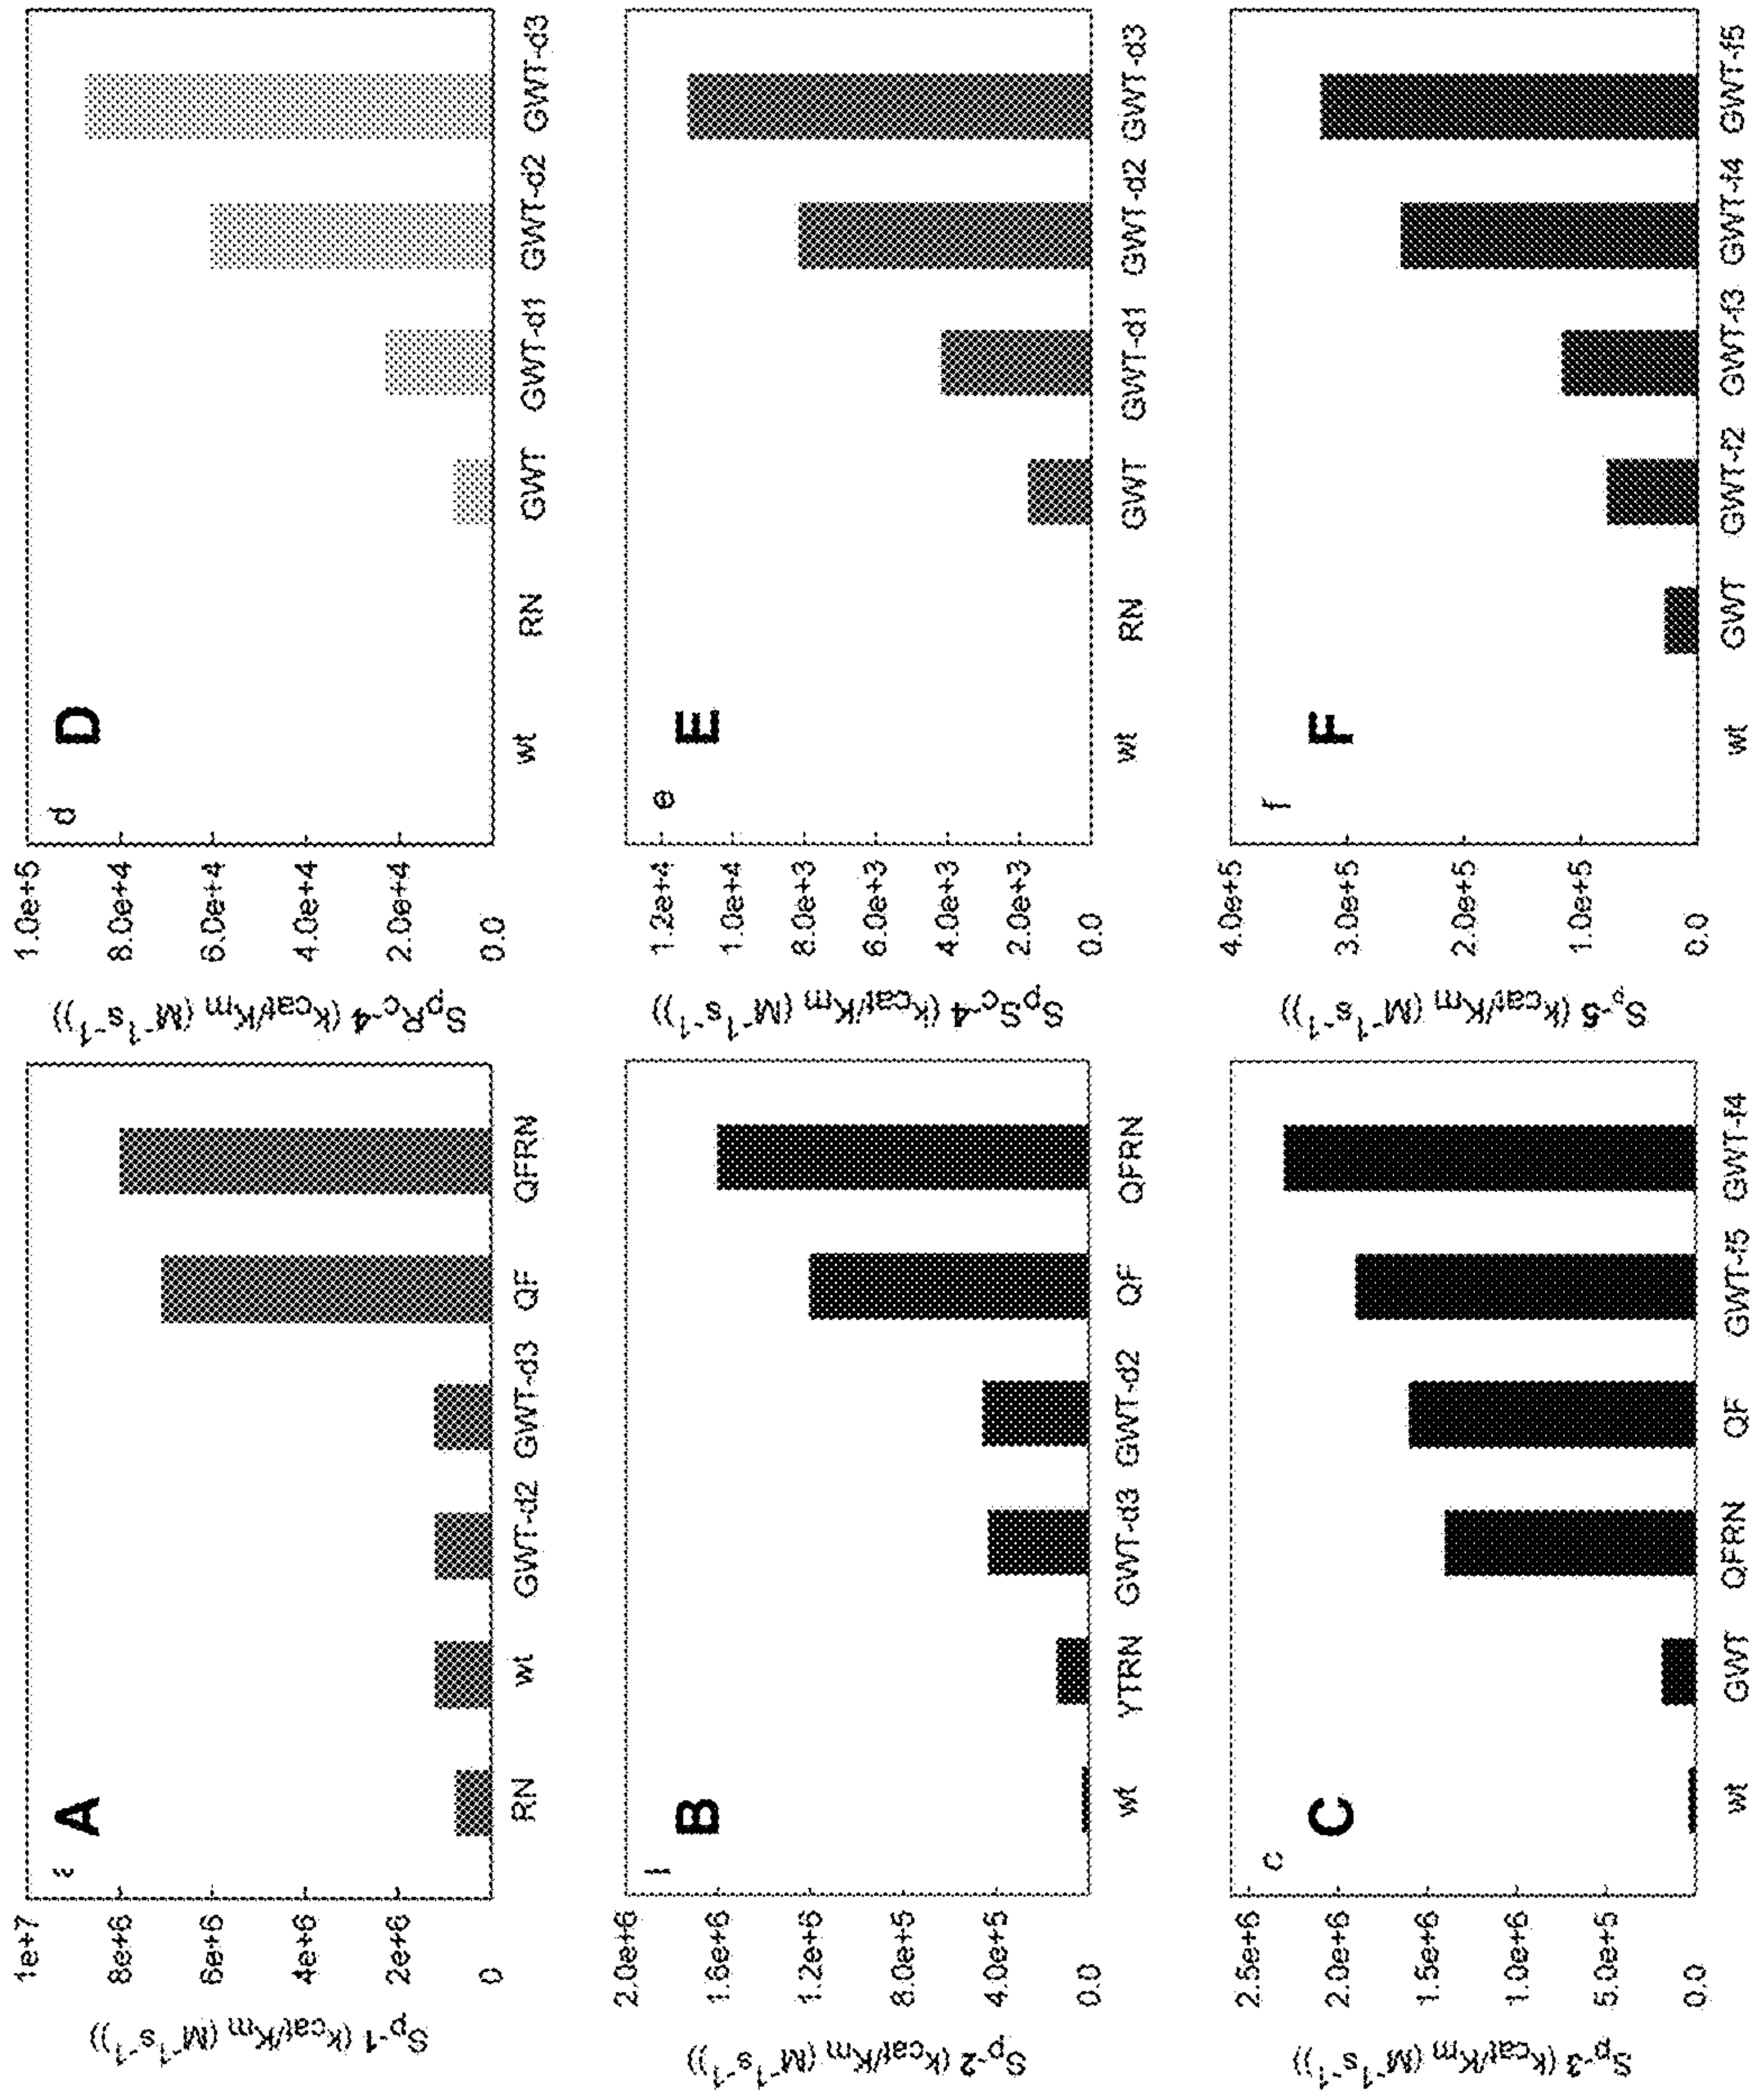 A
a
Sp-1 (kcat/Km (M-1s-1))
1e+7
8e+6
6e+6
4e+6
2e+6
0
RN wt GWT-d2 GWT-d3 QF QFRN
B
Sp-2 (kcat/Km (M-1s-1))
2.0e+6
1.6e+6
1.2e+6
8.0e+5
4.0e+5
0.0
wt YTRN GWT-d3 GWT-d2 QF QFRN
C
c
Sp-3 (kcat/Km (M-1s-1))
2.5e+6
2.0e+6
1.5e+6
1.0e+6
5.0e+5
0.0
wt GWT QFRN QF GWT-f5 GWT-f4
D
d
SpRc-4 (kcat/Km (M-1s-1))
1.0e+5
8.0e+4
6.0e+4
4.0e+4
2.0e+4
0.0
wt RN GWT GWT-d1 GWT-d2 GWT-d3
E
e
SpSc-4 (kcat/Km (M-1s-1))
1.2e+4
1.0e+4
8.0e+3
6.0e+3
2.0e+3
0.0
wt RN GWT GWT-d1 GWT-d2 GWT-d3
F
f
Sp-5 (kcat/Km (M-1s-1))
4.0e+5
3.0e+5
2.0e+5
1.0e+5
0.0
wt GWT GWT-f2 GWT-f3 GWT-f4 GWT-f5